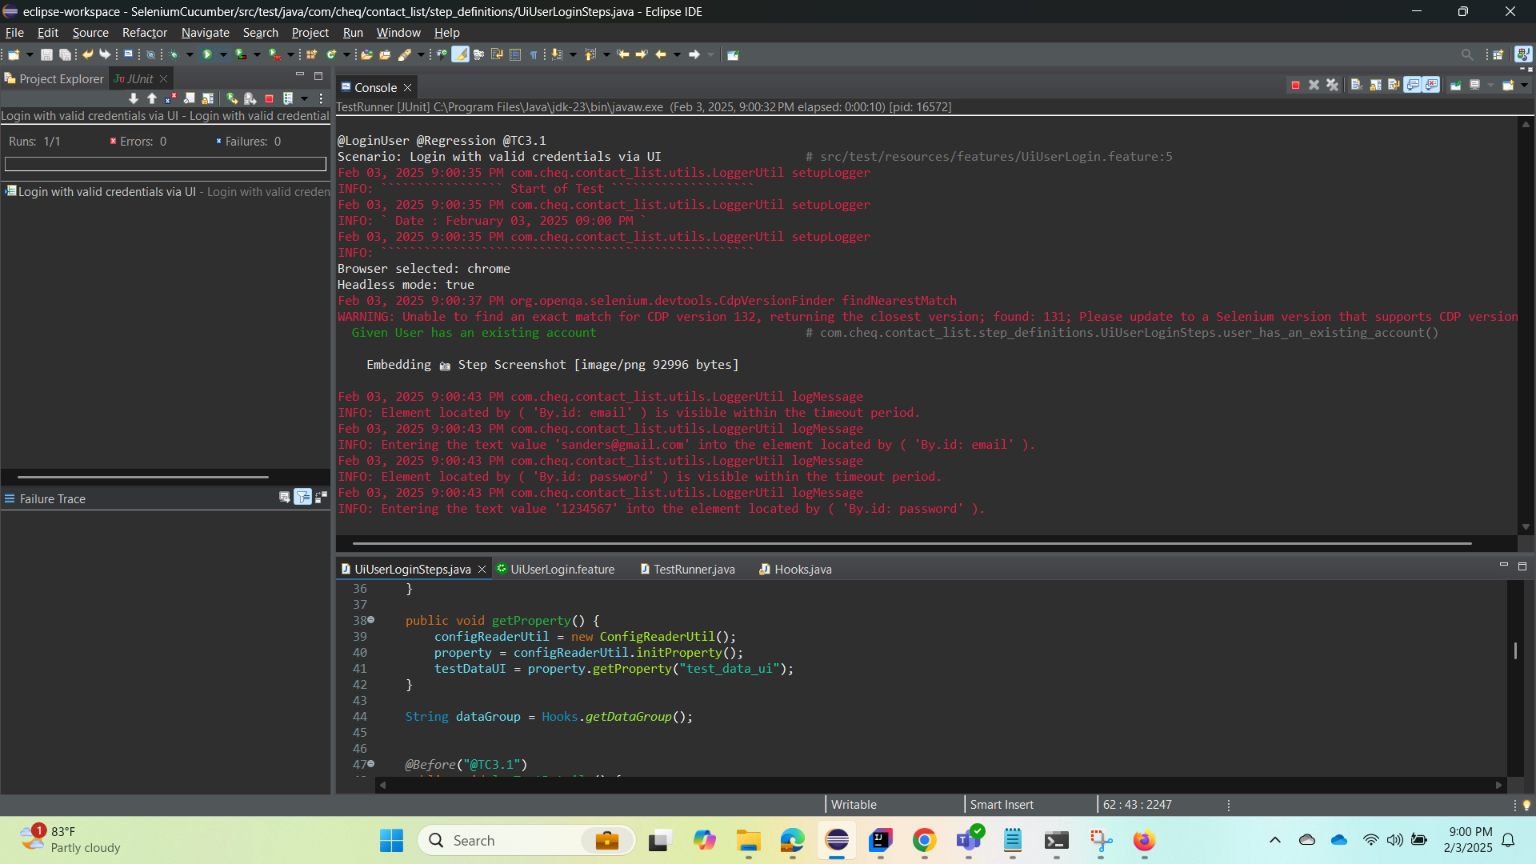 eclipse-workspace - SeleniumCucumber/src/test/java/com/cheq/contact_list/step_definitions/UiUserLoginSteps.java - Eclipse IDE
File Edit Source Refactor Navigate Search Project Run Window Help
Project Explorer JUnit
Console
TestRunner [JUnit] C:\Program Files\Java\jdk-23\bin\javaw.exe (Feb 3, 2025, 9:00:32 PM elapsed: 0:00:10) [pid: 16572]
Login with valid credentials via UI - Login with valid credential
Runs: 1/1 Errors: 0 Failures: 0
Login with valid credentials via UI - Login with valid creden
Failure Trace
@LoginUser @Regression @TC3.1
Scenario: Login with valid credentials via UI # src/test/resources/features/UiUserLogin.feature:5
Feb 03, 2025 9:00:35 PM com.cheq.contact_list.utils.LoggerUtil setupLogger
INFO: ````````````````` Start of Test ````````````````````
Feb 03, 2025 9:00:35 PM com.cheq.contact_list.utils.LoggerUtil setupLogger
INFO: ` Date : February 03, 2025 09:00 PM `
Feb 03, 2025 9:00:35 PM com.cheq.contact_list.utils.LoggerUtil setupLogger
INFO: ````````````````````````````````````````````````````
Browser selected: chrome
Headless mode: true
Feb 03, 2025 9:00:37 PM org.openqa.selenium.devtools.CdpVersionFinder findNearestMatch
WARNING: Unable to find an exact match for CDP version 132, returning the closest version; found: 131; Please update to a Selenium version that supports CDP version
Given User has an existing account # com.cheq.contact_list.step_definitions.UiUserLoginSteps.user_has_an_existing_account()
Embedding 📷 Step Screenshot [image/png 92996 bytes]
Feb 03, 2025 9:00:43 PM com.cheq.contact_list.utils.LoggerUtil logMessage
INFO: Element located by ( 'By.id: email' ) is visible within the timeout period.
Feb 03, 2025 9:00:43 PM com.cheq.contact_list.utils.LoggerUtil logMessage
INFO: Entering the text value 'sanders@gmail.com' into the element located by ( 'By.id: email' ).
Feb 03, 2025 9:00:43 PM com.cheq.contact_list.utils.LoggerUtil logMessage
INFO: Element located by ( 'By.id: password' ) is visible within the timeout period.
Feb 03, 2025 9:00:43 PM com.cheq.contact_list.utils.LoggerUtil logMessage
INFO: Entering the text value '1234567' into the element located by ( 'By.id: password' ).
UiUserLoginSteps.java UiUserLogin.feature TestRunner.java Hooks.java
36 }
37
38 public void getProperty() {
39 configReaderUtil = new ConfigReaderUtil();
40 property = configReaderUtil.initProperty();
41 testDataUI = property.getProperty("test_data_ui");
42 }
43
44 String dataGroup = Hooks.getDataGroup();
45
46
47 @Before("@TC3.1")
Writable Smart Insert 62 : 43 : 2247
1 83°F
Partly cloudy
Search
9:00 PM
2/3/2025